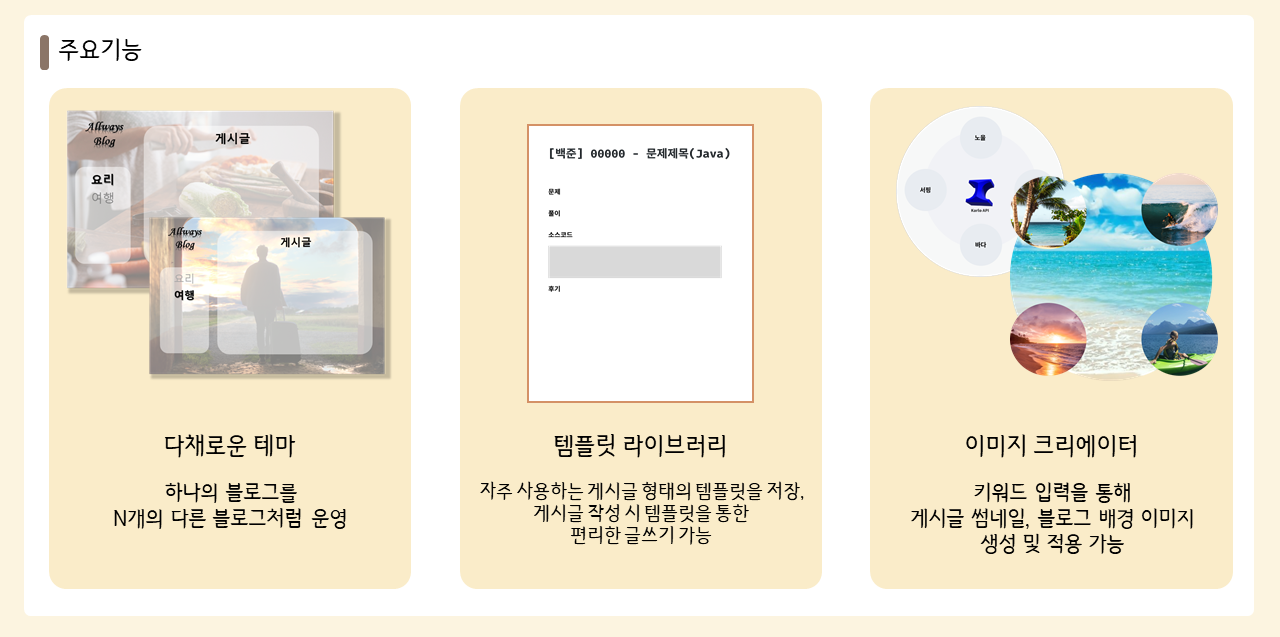 주요기능
Allways
Blog
게시글
요리
여행
Allways
Blog
게시글
요리
여행
다채로운 테마
하나의 블로그를
N개의 다른 블로그처럼 운영
[백준] 00000 - 문제제목(Java)
문제
풀이
소스코드
후기
템플릿 라이브러리
자주 사용하는 게시글 형태의 템플릿을 저장,
게시글 작성 시 템플릿을 통한
편리한 글쓰기 가능
노을
서핑
Karlo API
바다
이미지 크리에이터
키워드 입력을 통해
게시글 썸네일, 블로그 배경 이미지
생성 및 적용 가능